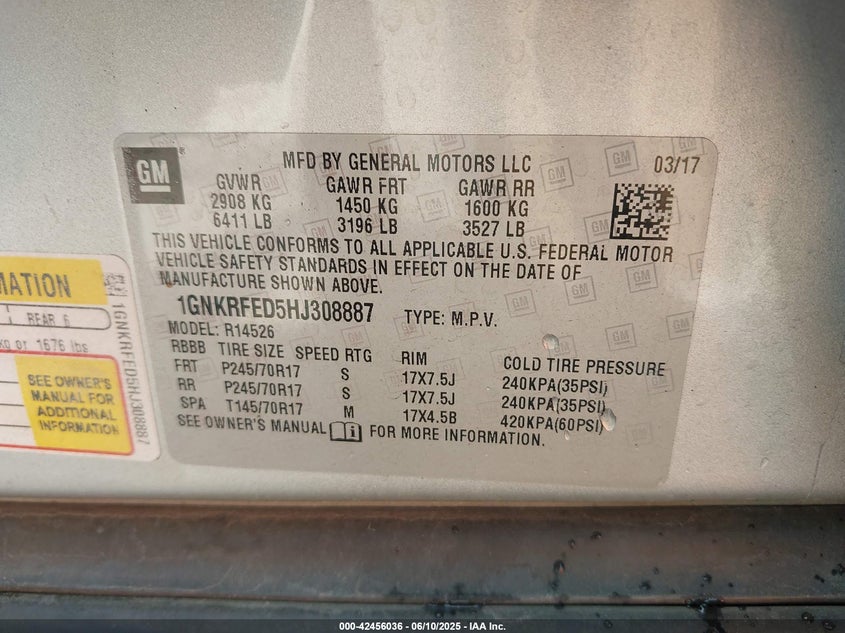 GM
MFD BY GENERAL MOTORS LLC
03/17
GVWR GAWR FRT GAWR RR
2908 KG 1450 KG 1600 KG
6411 LB 3196 LB 3527 LB
THIS VEHICLE CONFORMS TO ALL APPLICABLE U.S. FEDERAL MOTOR
VEHICLE SAFETY STANDARDS IN EFFECT ON THE DATE OF
MANUFACTURE SHOWN ABOVE.
1GNKRFED5HJ308887 TYPE: M.P.V.
MODEL: R14526
RBBB TIRE SIZE SPEED RTG RIM COLD TIRE PRESSURE
FRT P245/70R17 S 17X7.5J 240KPA(35PSI)
RR P245/70R17 S 17X7.5J 240KPA(35PSI)
SPA T145/70R17 M 17X4.5B 420KPA(60PSI)
SEE OWNER'S MANUAL i FOR MORE INFORMATION.
MATION
REAR 6
kg or 1676 lbs
SEE OWNER'S
MANUAL FOR
ADDITIONAL
INFORMATION
1GNKRFED5HJ308887
000-42456036 - 06/10/2025 - IAA Inc.